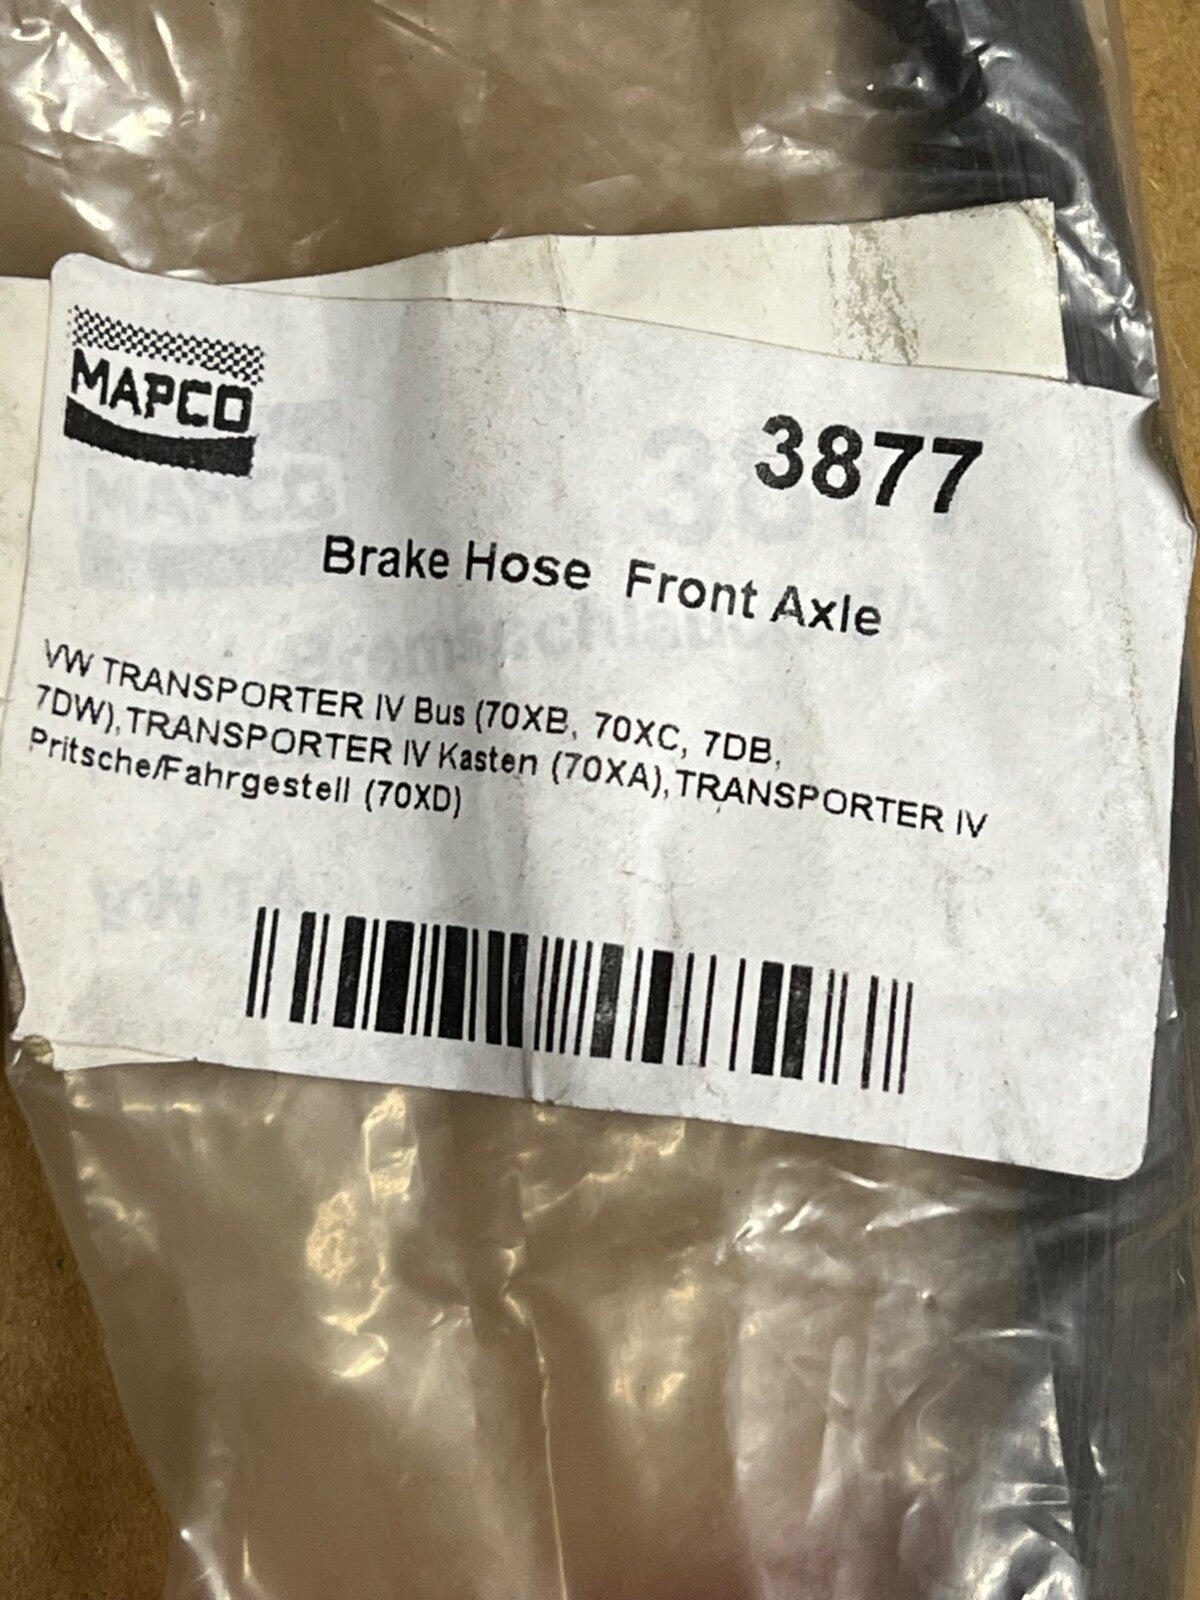 MAPCO
3877
Brake Hose Front Axle
VW TRANSPORTER IV Bus (70XB, 70XC, 7DB,
7DW),TRANSPORTER IV Kasten (70XA),TRANSPORTER IV
Pritsche/Fahrgestell (70XD)